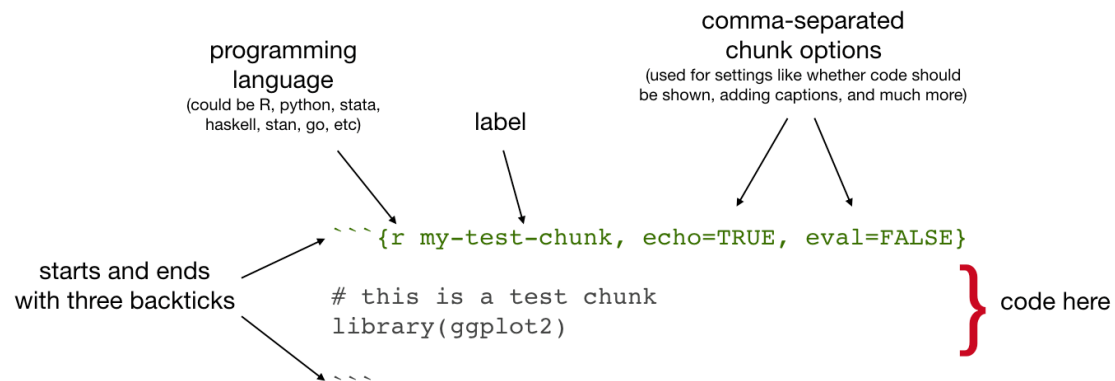 programming
language
(could be R, python, stata,
haskell, stan, go, etc)
label
comma-separated
chunk options
(used for settings like whether code should
be shown, adding captions, and much more)
```{r my-test-chunk, echo=TRUE, eval=FALSE}
starts and ends
with three backticks
# this is a test chunk
library(ggplot2)
} code here
```